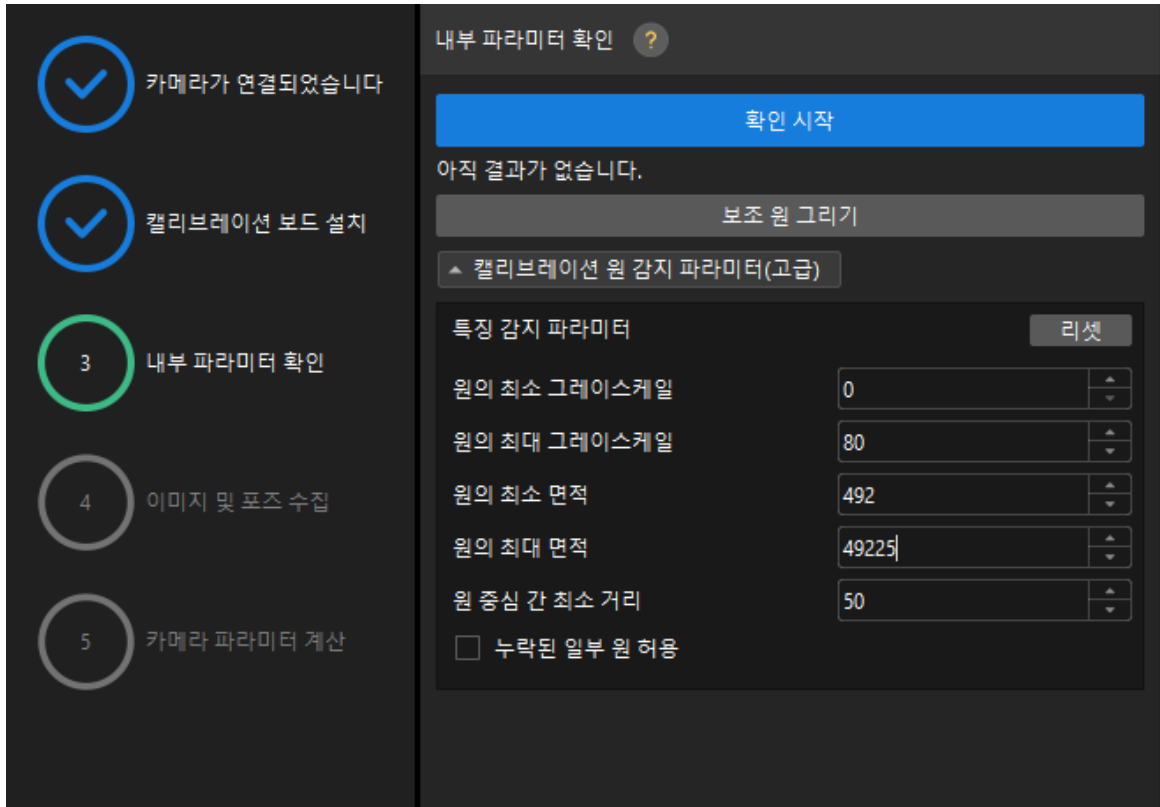 카메라가 연결되었습니다
캘리브레이션 보드 설치
3
내부 파라미터 확인
4
이미지 및 포즈 수집
5
카메라 파라미터 계산
내부 파라미터 확인 ?
확인 시작
아직 결과가 없습니다.
보조 원 그리기
캘리브레이션 원 감지 파라미터(고급)
특징 감지 파라미터 리셋
원의 최소 그레이스케일 0
원의 최대 그레이스케일 80
원의 최소 면적 492
원의 최대 면적 49225
원 중심 간 최소 거리 50
누락된 일부 원 허용